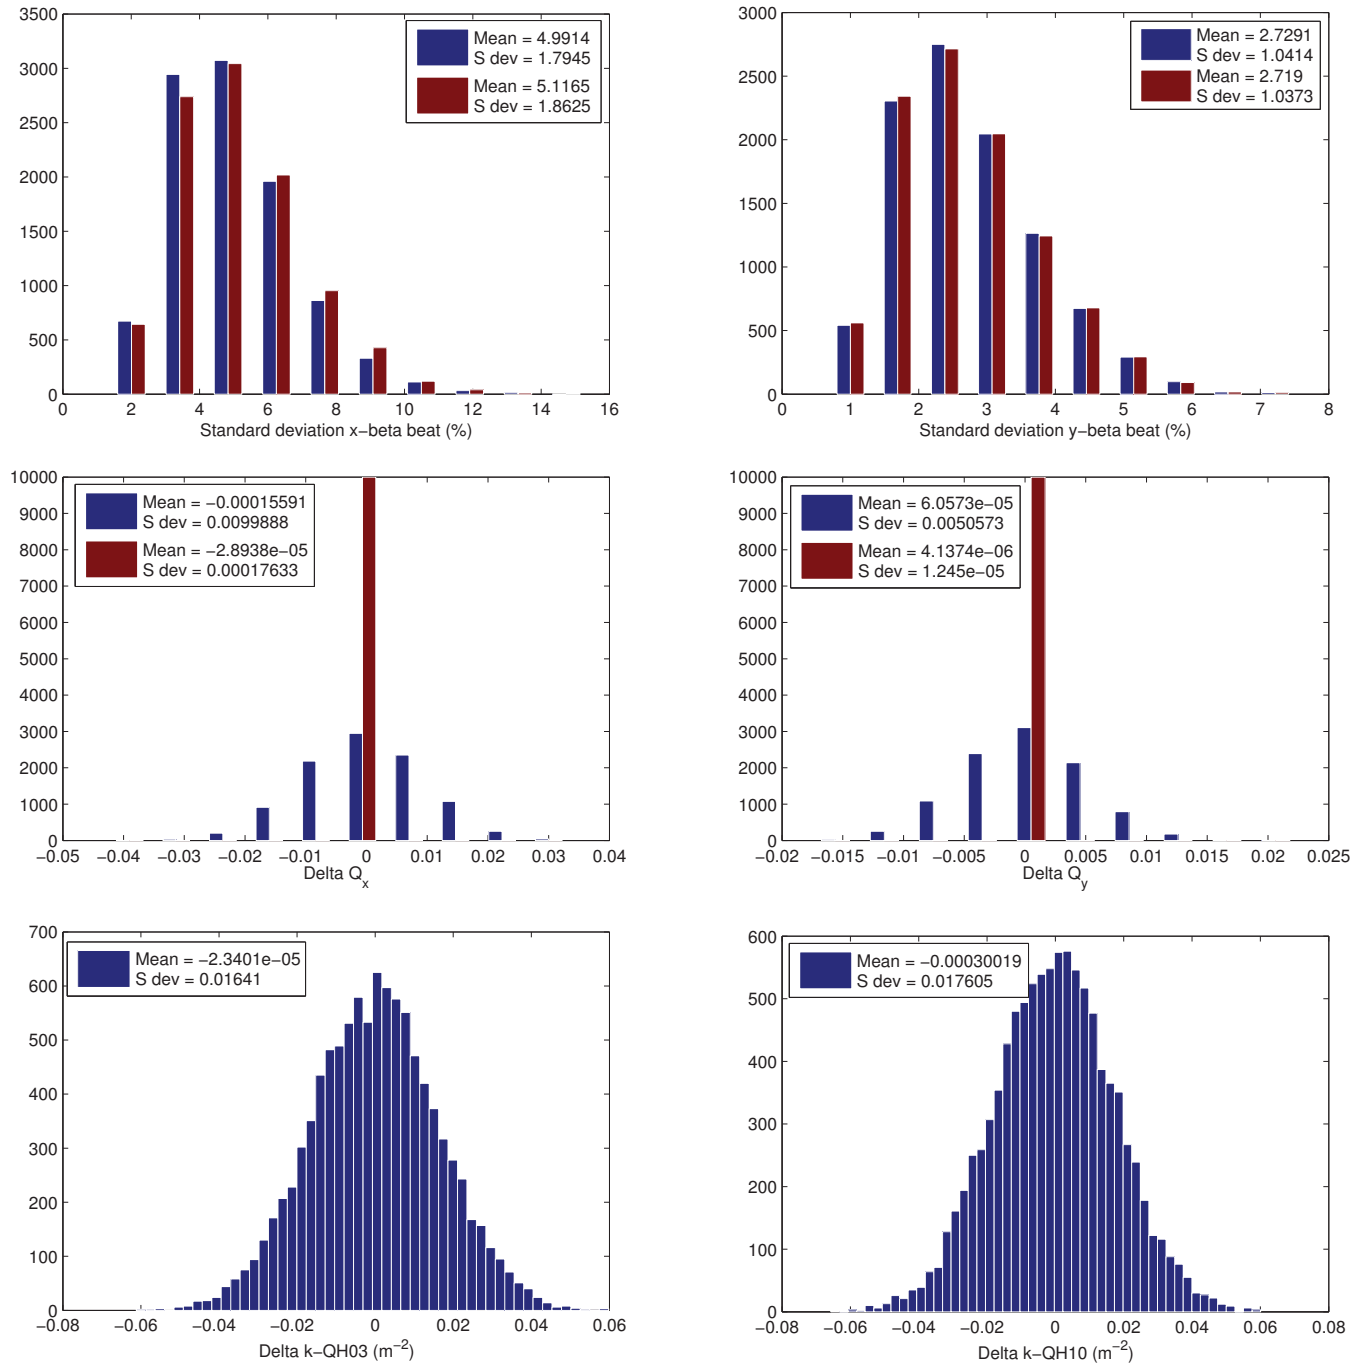 3500
3000
2500
2000
1500
1000
500
0
Mean = 4.9914
S dev = 1.7945
Mean = 5.1165
S dev = 1.8625
0 2 4 6 8 10 12 14 16
Standard deviation x−beta beat (%)
3000
2500
2000
1500
1000
500
0
Mean = 2.7291
S dev = 1.0414
Mean = 2.719
S dev = 1.0373
0 1 2 3 4 5 6 7 8
Standard deviation y−beta beat (%)
10000
9000
8000
7000
6000
5000
4000
3000
2000
1000
0
Mean = −0.00015591
S dev = 0.0099888
Mean = −2.8938e−05
S dev = 0.00017633
−0.05 −0.04 −0.03 −0.02 −0.01 0 0.01 0.02 0.03 0.04
Delta Qx
10000
9000
8000
7000
6000
5000
4000
3000
2000
1000
0
Mean = 6.0573e−05
S dev = 0.0050573
Mean = 4.1374e−06
S dev = 1.245e−05
−0.02 −0.015 −0.01 −0.005 0 0.005 0.01 0.015 0.02 0.025
Delta Qy
700
600
500
400
300
200
100
0
Mean = −2.3401e−05
S dev = 0.01641
−0.08 −0.06 −0.04 −0.02 0 0.02 0.04 0.06
Delta k−QH03 (m−2)
600
500
400
300
200
100
0
Mean = −0.00030019
S dev = 0.017605
−0.08 −0.06 −0.04 −0.02 0 0.02 0.04 0.06 0.08
Delta k−QH10 (m−2)